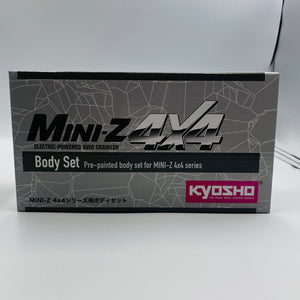 MINI-Z 4X4
ELECTRIC-POWERED 4WD CRAWLER
Body Set Pre-painted body set for MINI-Z 4x4 series
KYOSHO
MINI-Z 4x4シリーズ用ボディセット